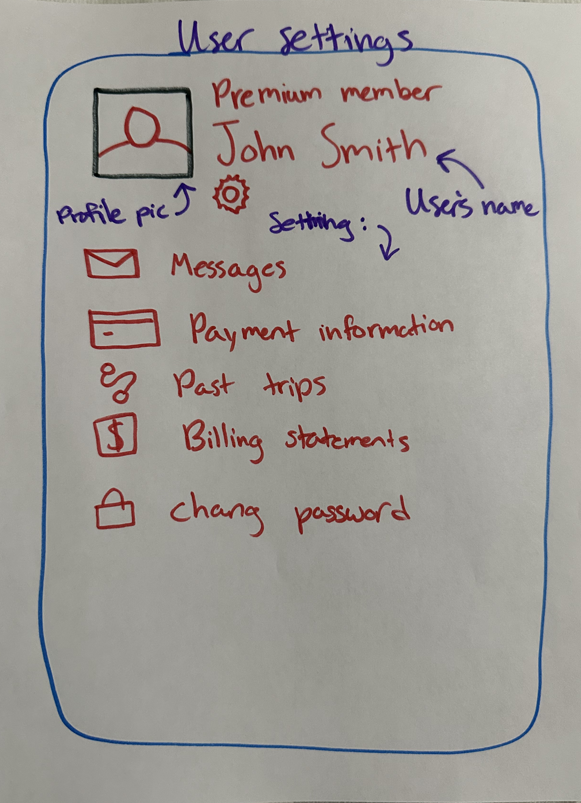 User settings
Premium member
John Smith
Profile pic
User's name
Setting:
Messages
Payment information
Past trips
$
Billing statements
chang password